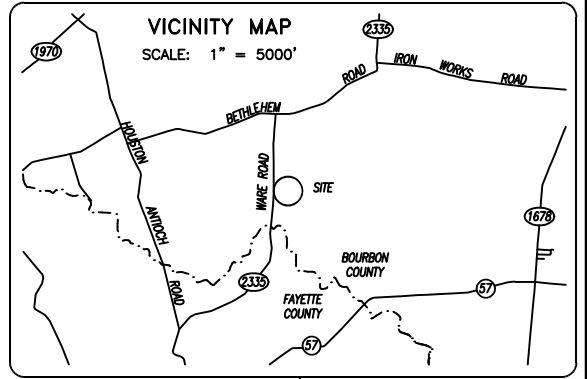 VICINITY MAP
SCALE: 1" = 5000'
1970
2335
ROAD
IRON WORKS ROAD
BETHLEHEM
HOUSTON
WARE ROAD
SITE
ANTIOCH
1678
BOURBON
COUNTY
ROAD
2335
57
FAYETTE
COUNTY
57